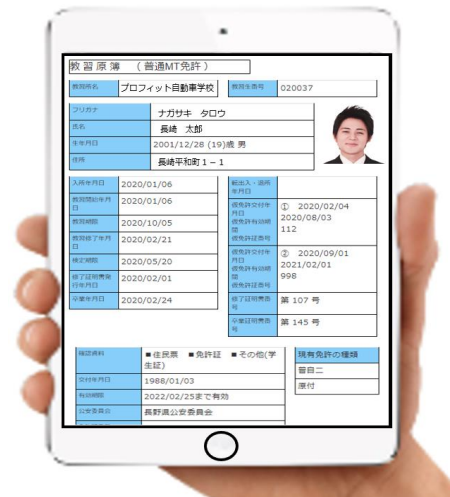 教習原簿　（普通MT免許）
教習所名　プロフィット自動車学校　教習生番号　020037
フリガナ　ナガサキ　タロウ
氏名　長崎　太郎
生年月日　2001/12/28 (19)歳 男
住所　長崎平和町１－１
入所年月日　2020/01/06
教習開始年月日　2020/01/06
教習期限　2020/10/05
教習修了年月日　2020/02/21
検定期限　2020/05/20
修了証明書発行年月日　2020/02/01
卒業年月日　2020/02/24
転出入・退所年月日
仮免許交付年月日　①　2020/02/04
仮免許有効期間　2020/08/03
仮免許証番号　112
仮免許交付年月日　②　2020/09/01
仮免許有効期間　2021/02/01
仮免許証番号　998
修了証明書番号　第 107 号
卒業証明書番号　第 145 号
確認資料　■住民票　■免許証　■その他(学生証)
交付年月日　1988/01/03
有効期限　2022/02/25まで有効
公安委員会　長野県公安委員会
現有免許の種類
普自二
原付